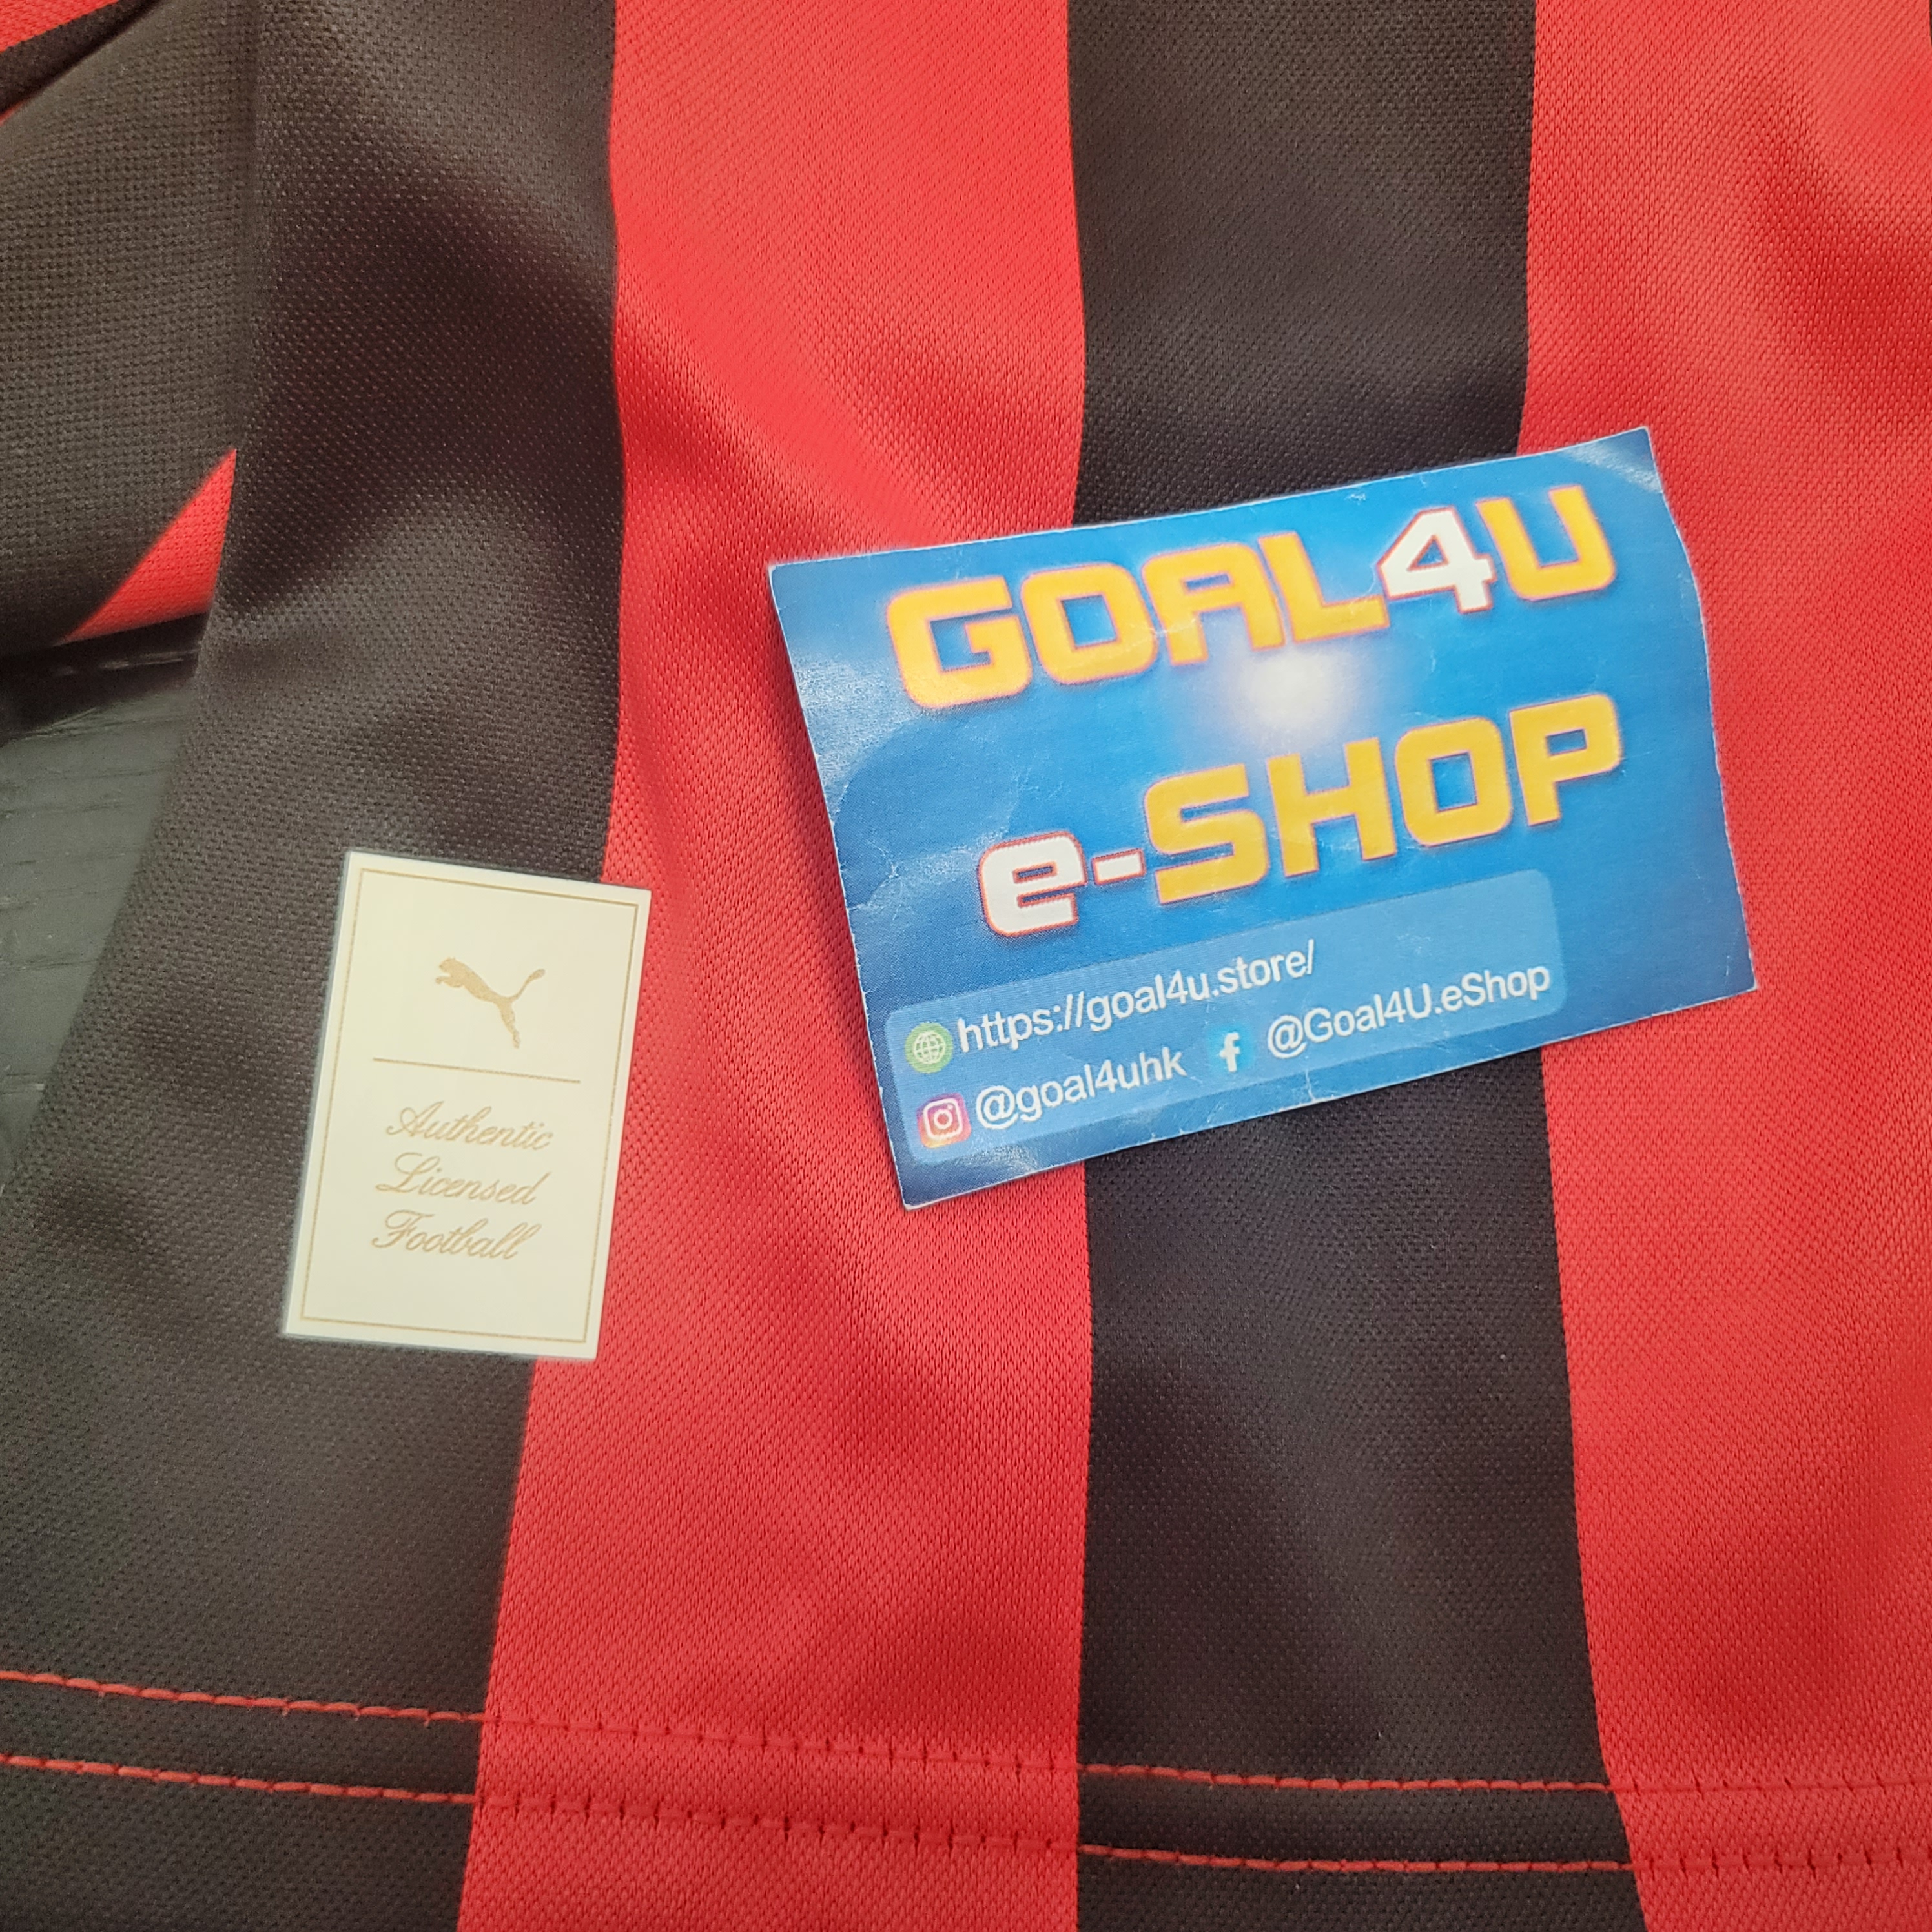 GOAL4U
e-SHOP
https://goal4u.store/
@goal4uhk @Goal4U.eShop
Authentic
Licensed
Football